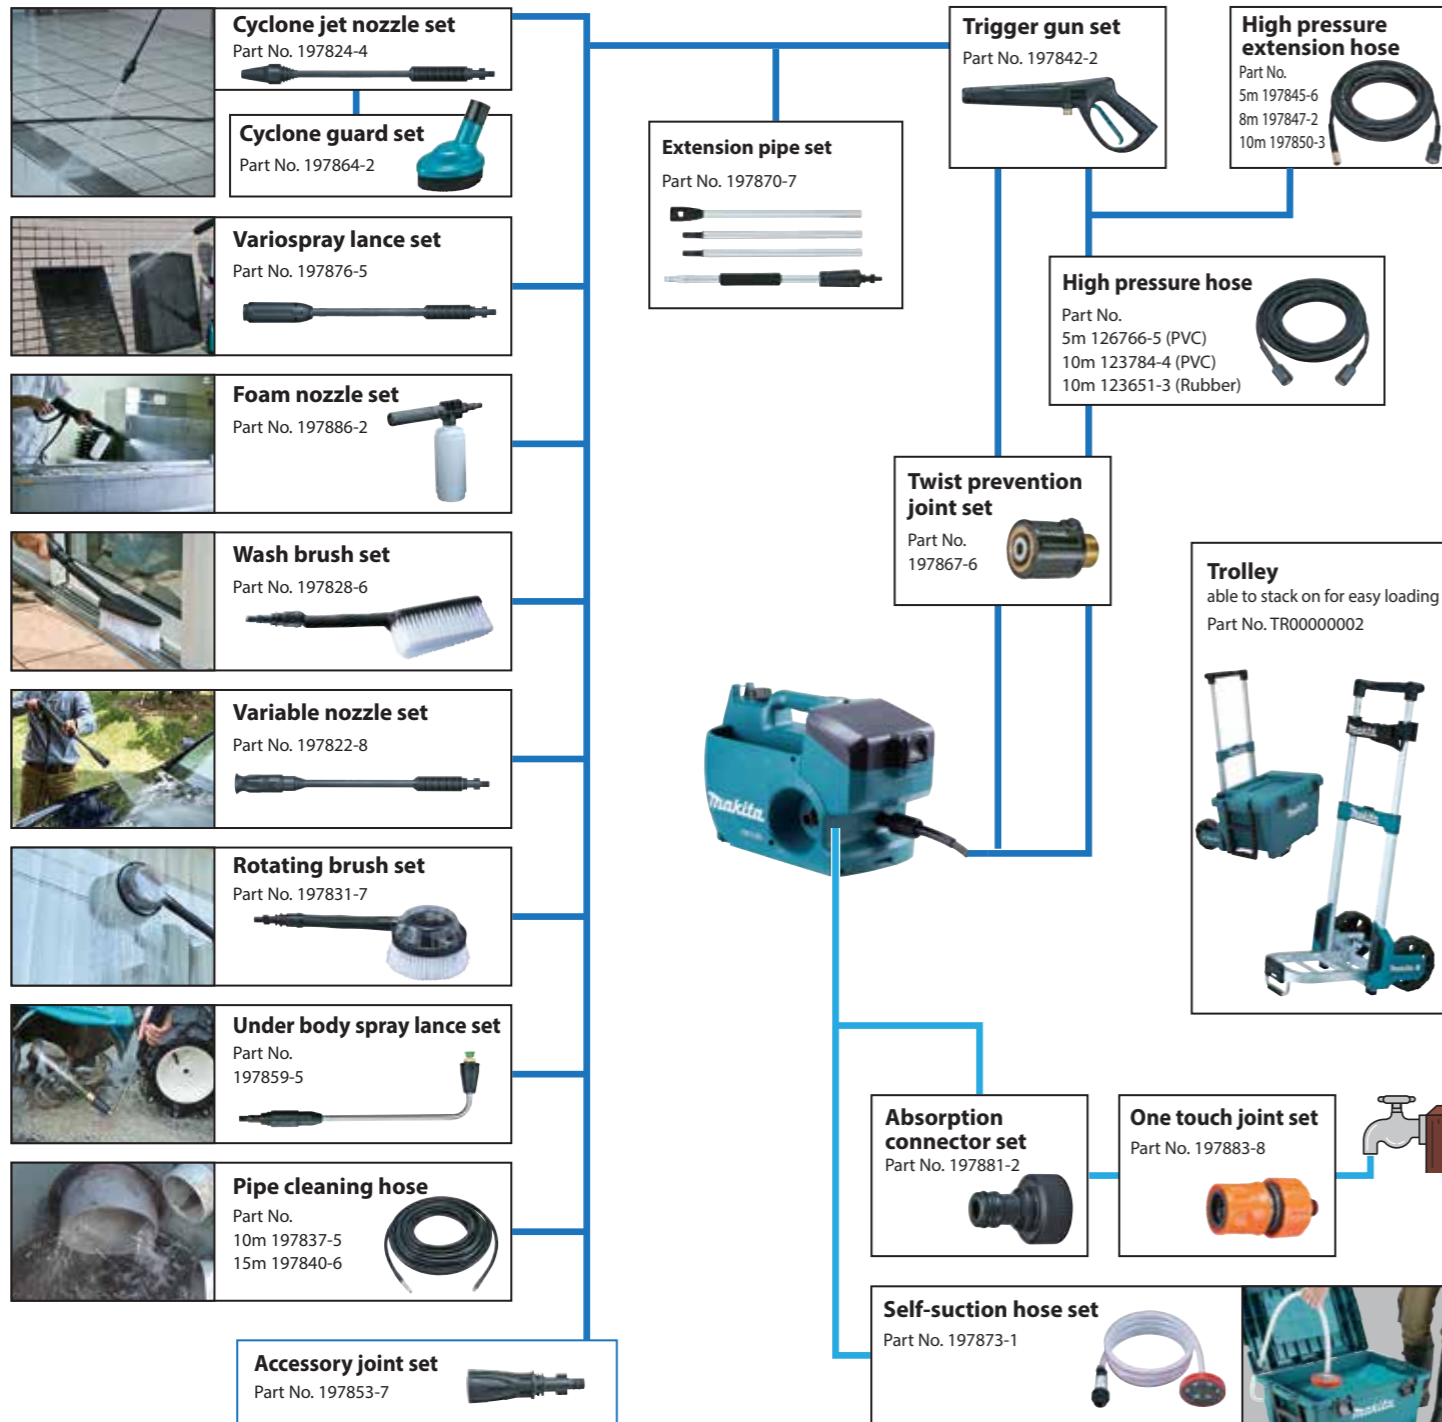 Cyclone jet nozzle set
Part No. 197824-4
Cyclone guard set
Part No. 197864-2
Variospray lance set
Part No. 197876-5
Foam nozzle set
Part No. 197886-2
Wash brush set
Part No. 197828-6
Variable nozzle set
Part No. 197822-8
Rotating brush set
Part No. 197831-7
Under body spray lance set
Part No.
197859-5
Pipe cleaning hose
Part No.
10m 197837-5
15m 197840-6
Accessory joint set
Part No. 197853-7
Extension pipe set
Part No. 197870-7
Trigger gun set
Part No. 197842-2
High pressure
extension hose
Part No.
5m 197845-6
8m 197847-2
10m 197850-3
High pressure hose
Part No.
5m 126766-5 (PVC)
10m 123784-4 (PVC)
10m 123651-3 (Rubber)
Twist prevention
joint set
Part No.
197867-6
Trolley
able to stack on for easy loading
Part No. TR00000002
makita
Absorption
connector set
Part No. 197881-2
One touch joint set
Part No. 197883-8
Self-suction hose set
Part No. 197873-1
makita